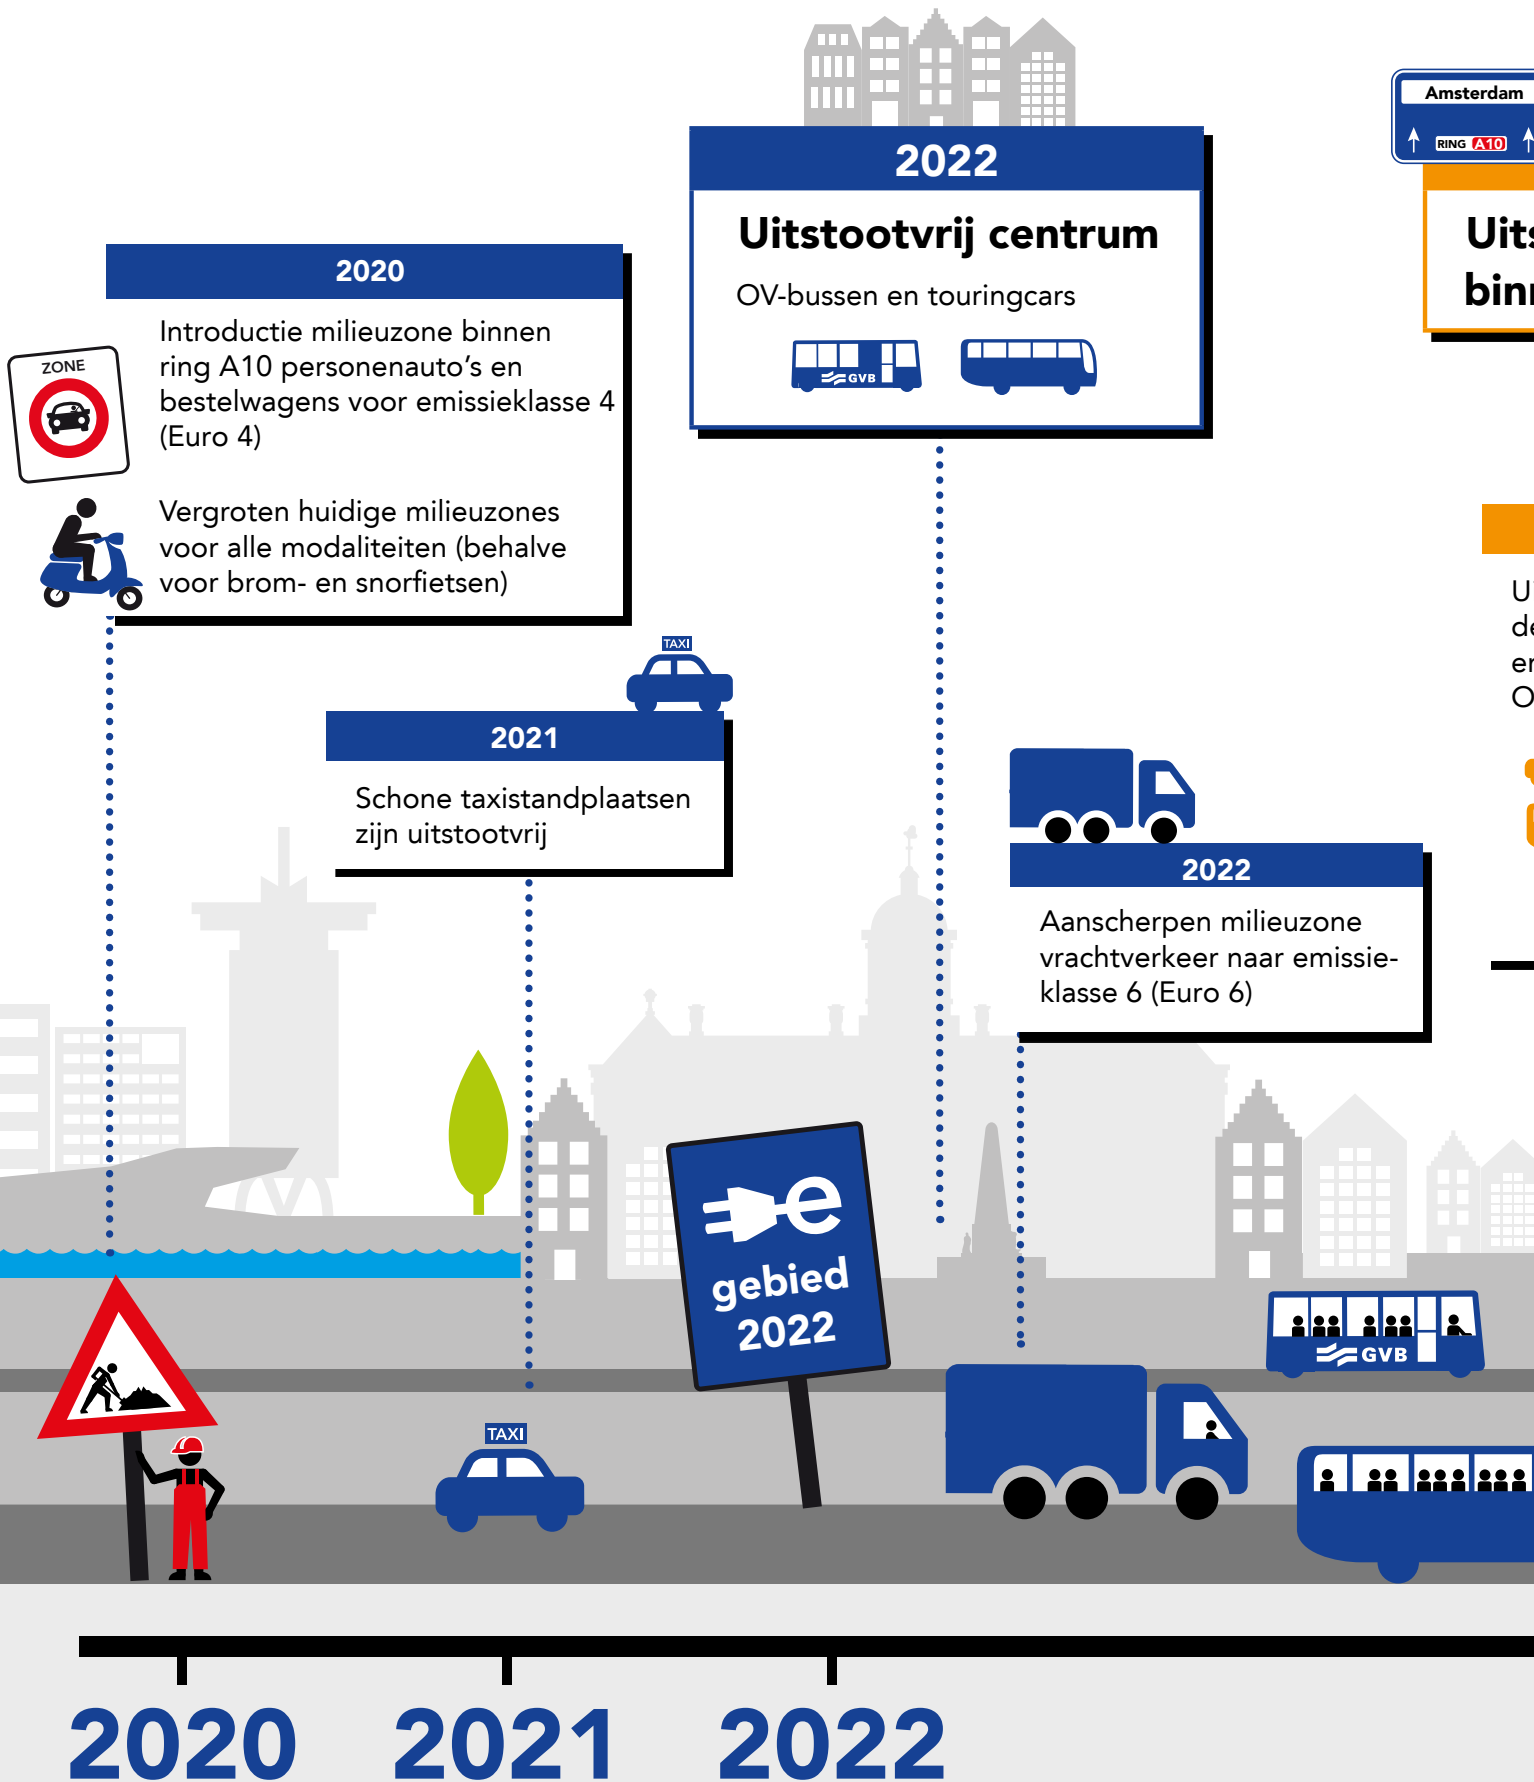 2022
Uitstootvrij centrum
OV-bussen en touringcars
GVB
Amsterdam
RING A10
2020
Introductie milieuzone binnen
ring A10 personenauto's en
bestelwagens voor emissieklasse 4
(Euro 4)
Vergroten huidige milieuzones
voor alle modaliteiten (behalve
voor brom- en snorfietsen)
ZONE
TAXI
2021
Schone taxistandplaatsen
zijn uitstootvrij
2022
Aanscherpen milieuzone
vrachtverkeer naar emissie-
klasse 6 (Euro 6)
e
gebied
2022
GVB
TAXI
2020 2021 2022